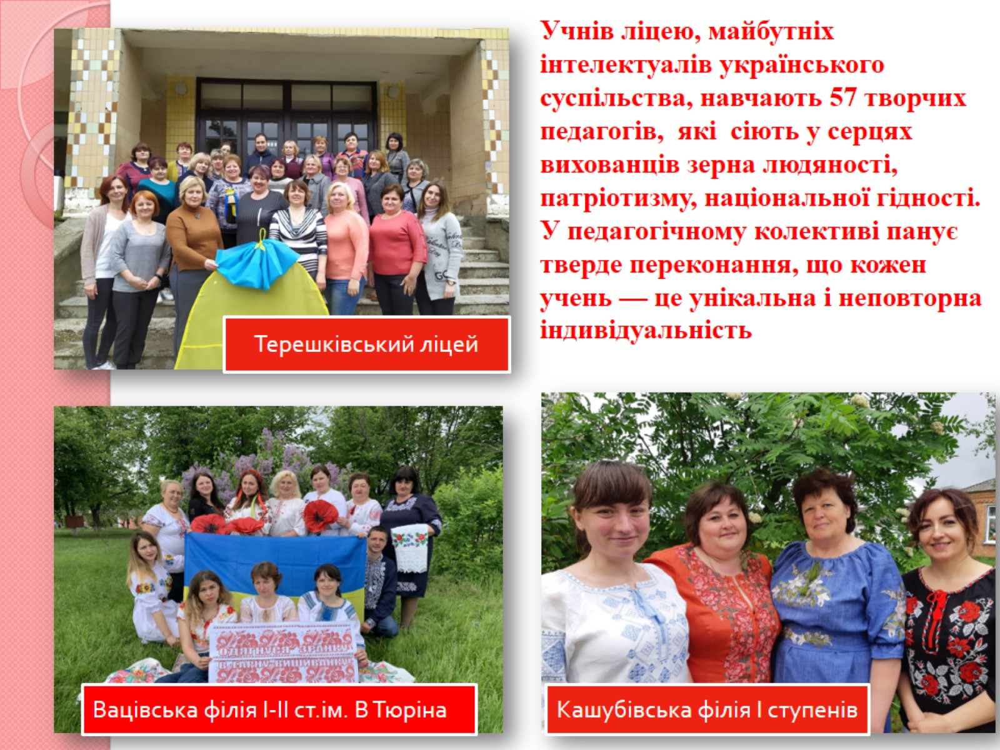 Учнів ліцею, майбутніх
інтелектуалів українського
суспільства, навчають 57 творчих
педагогів, які сіють у серцях
вихованців зерна людяності,
патріотизму, національної гідності.
У педагогічному колективі панує
тверде переконання, що кожен
учень — це унікальна і неповторна
індивідуальність
Терешківський ліцей
ОДЯГНУСЯ ЗРАНКУ
В ГАРНУ ВИШИВАНКУ
Вацівська філія І-ІІ ст.ім. В Тюріна
Кашубівська філія І ступенів